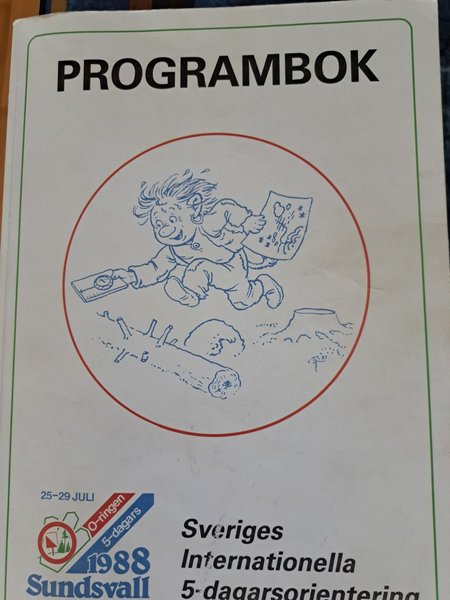 PROGRAMBOK
25-29 JULI
O-ringen
5-dagars
1988
Sundsvall
Sveriges
Internationella
5-dagarsorientering